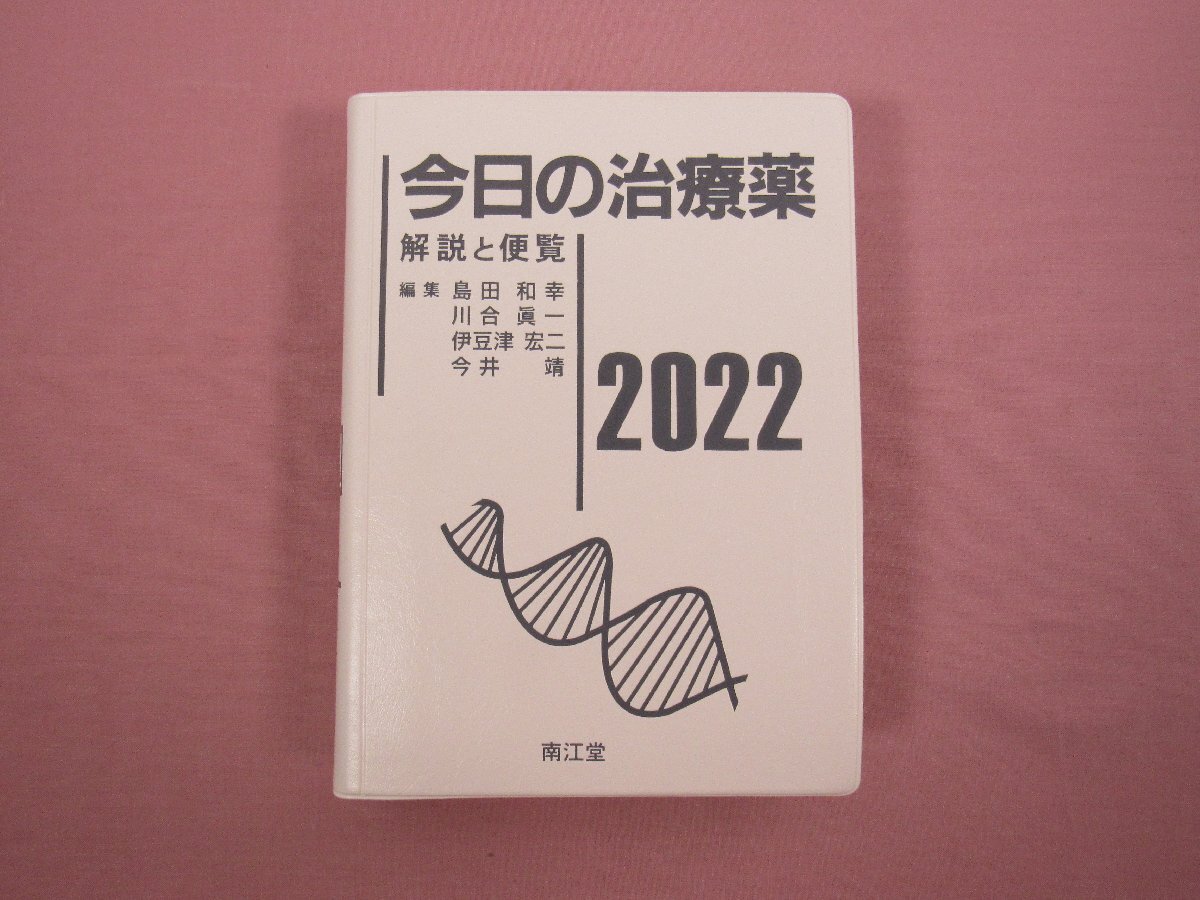 今日の治療薬
解説と便覧
編集 島田 和幸
川合 眞一
伊豆津 宏二
今井 靖
2022
南江堂